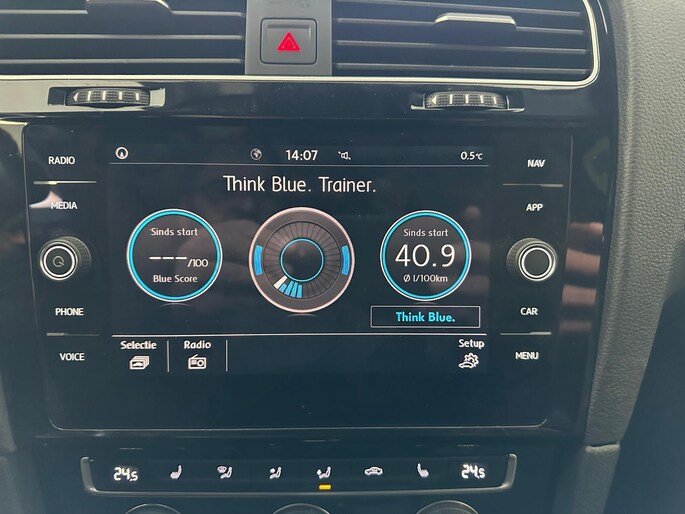 RADIO
14:07
0.5°C
NAV
MEDIA
Think Blue. Trainer.
APP
Sinds start
---/100
Blue Score
Sinds start
40.9
Ø l/100km
PHONE
Think Blue.
CAR
VOICE
Selectie
Radio
Setup
MENU
24.5
24.5